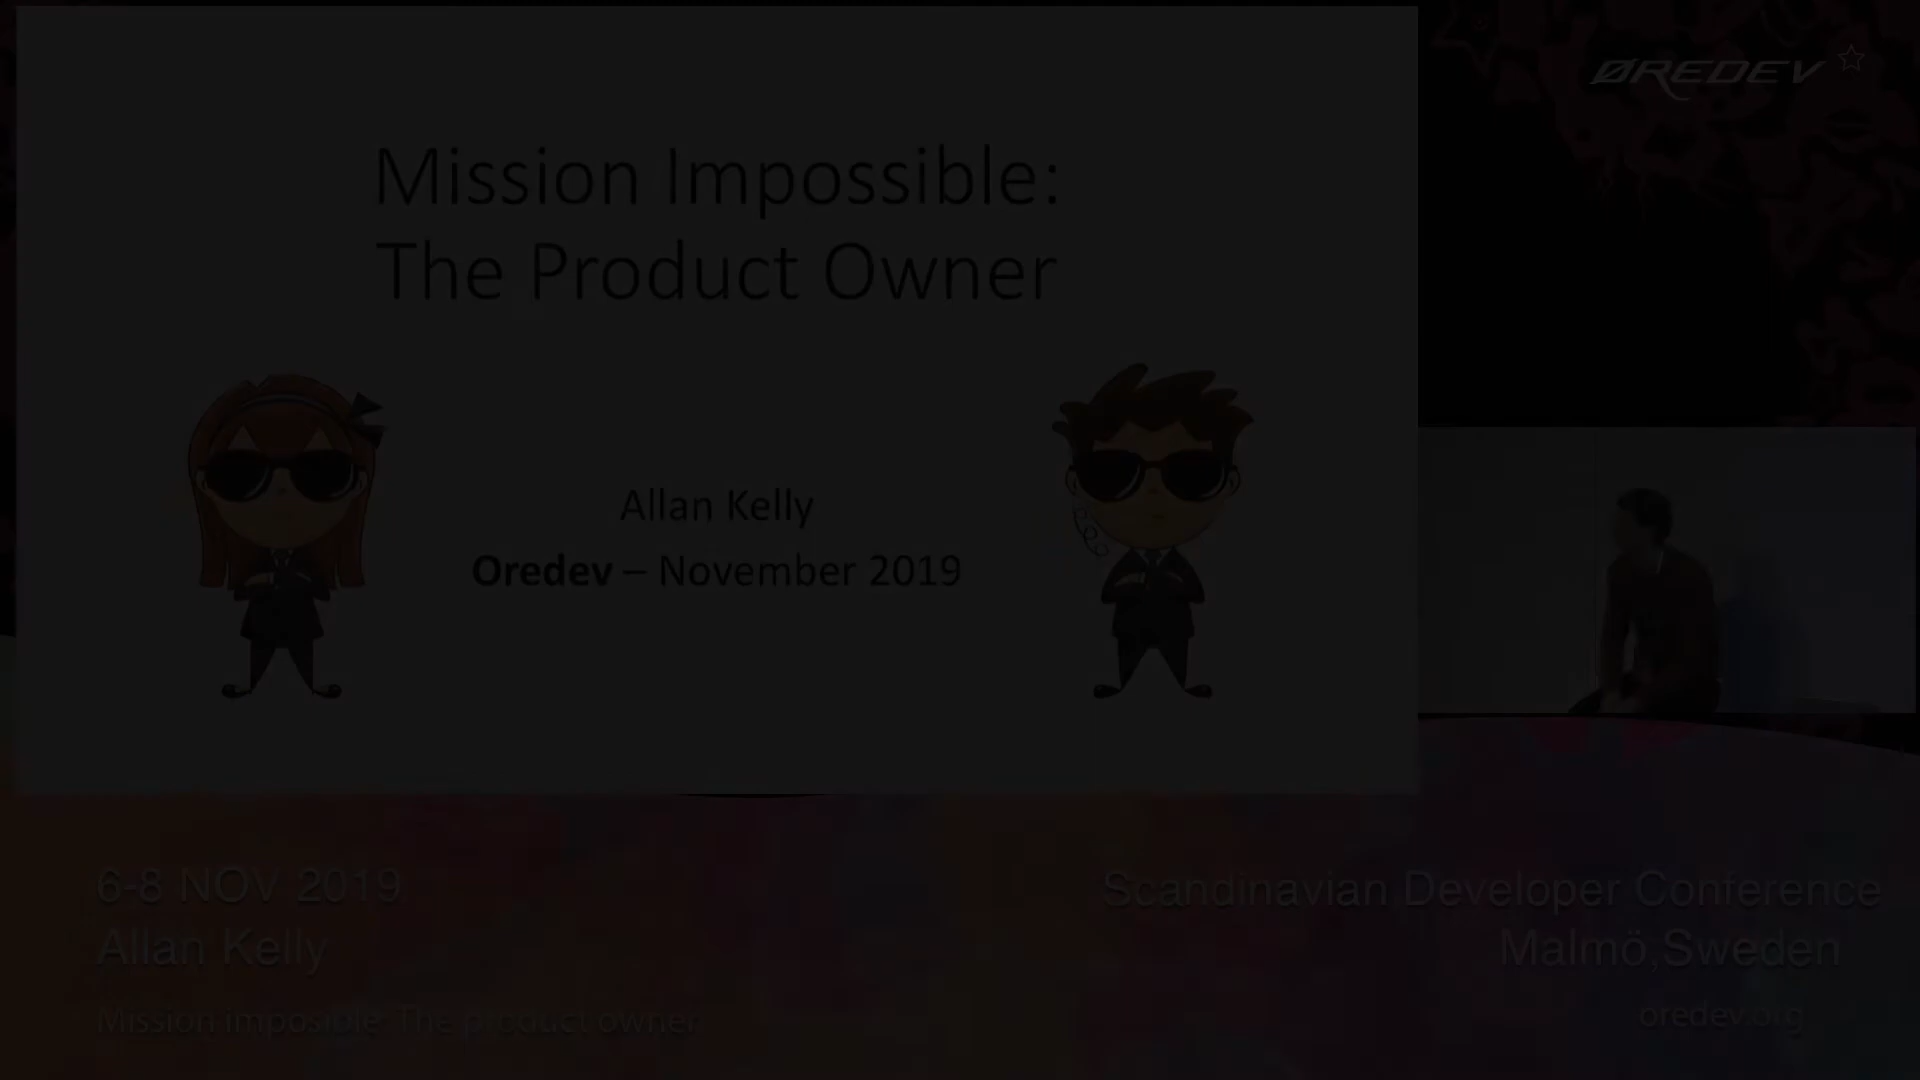 ØREDEV
Mission Impossible:
The Product Owner
Allan Kelly
Oredev – November 2019
6-8 NOV 2019
Allan Kelly
Mission imposible The product owner
Scandinavian Developer Conference
Malmö,Sweden
oredev.org